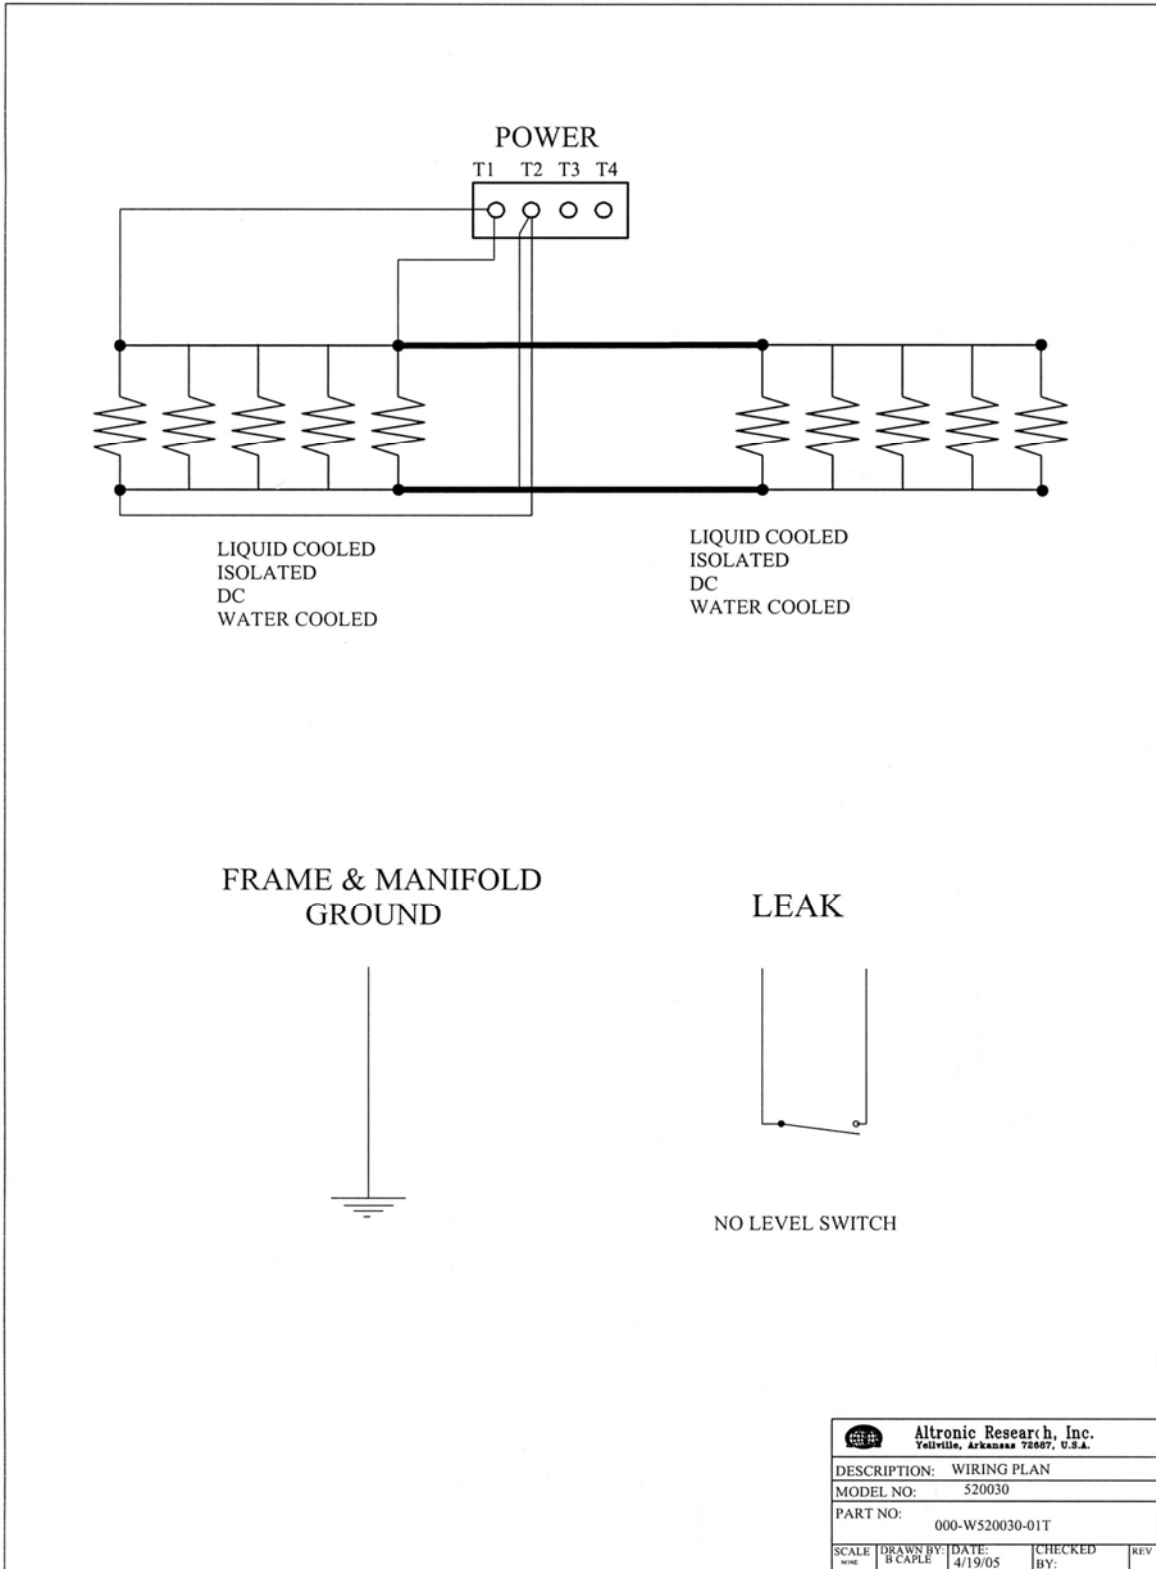 POWER
T1 T2 T3 T4
LIQUID COOLED
ISOLATED
DC
WATER COOLED
LIQUID COOLED
ISOLATED
DC
WATER COOLED
FRAME & MANIFOLD
GROUND
LEAK
NO LEVEL SWITCH
Altronic Research, Inc.
Yellville, Arkansas 72687, U.S.A.
DESCRIPTION: WIRING PLAN
MODEL NO: 520030
PART NO:
000-W520030-01T
SCALE DRAWN BY: DATE: CHECKED REV
NONE B CAPLE 4/19/05 BY: